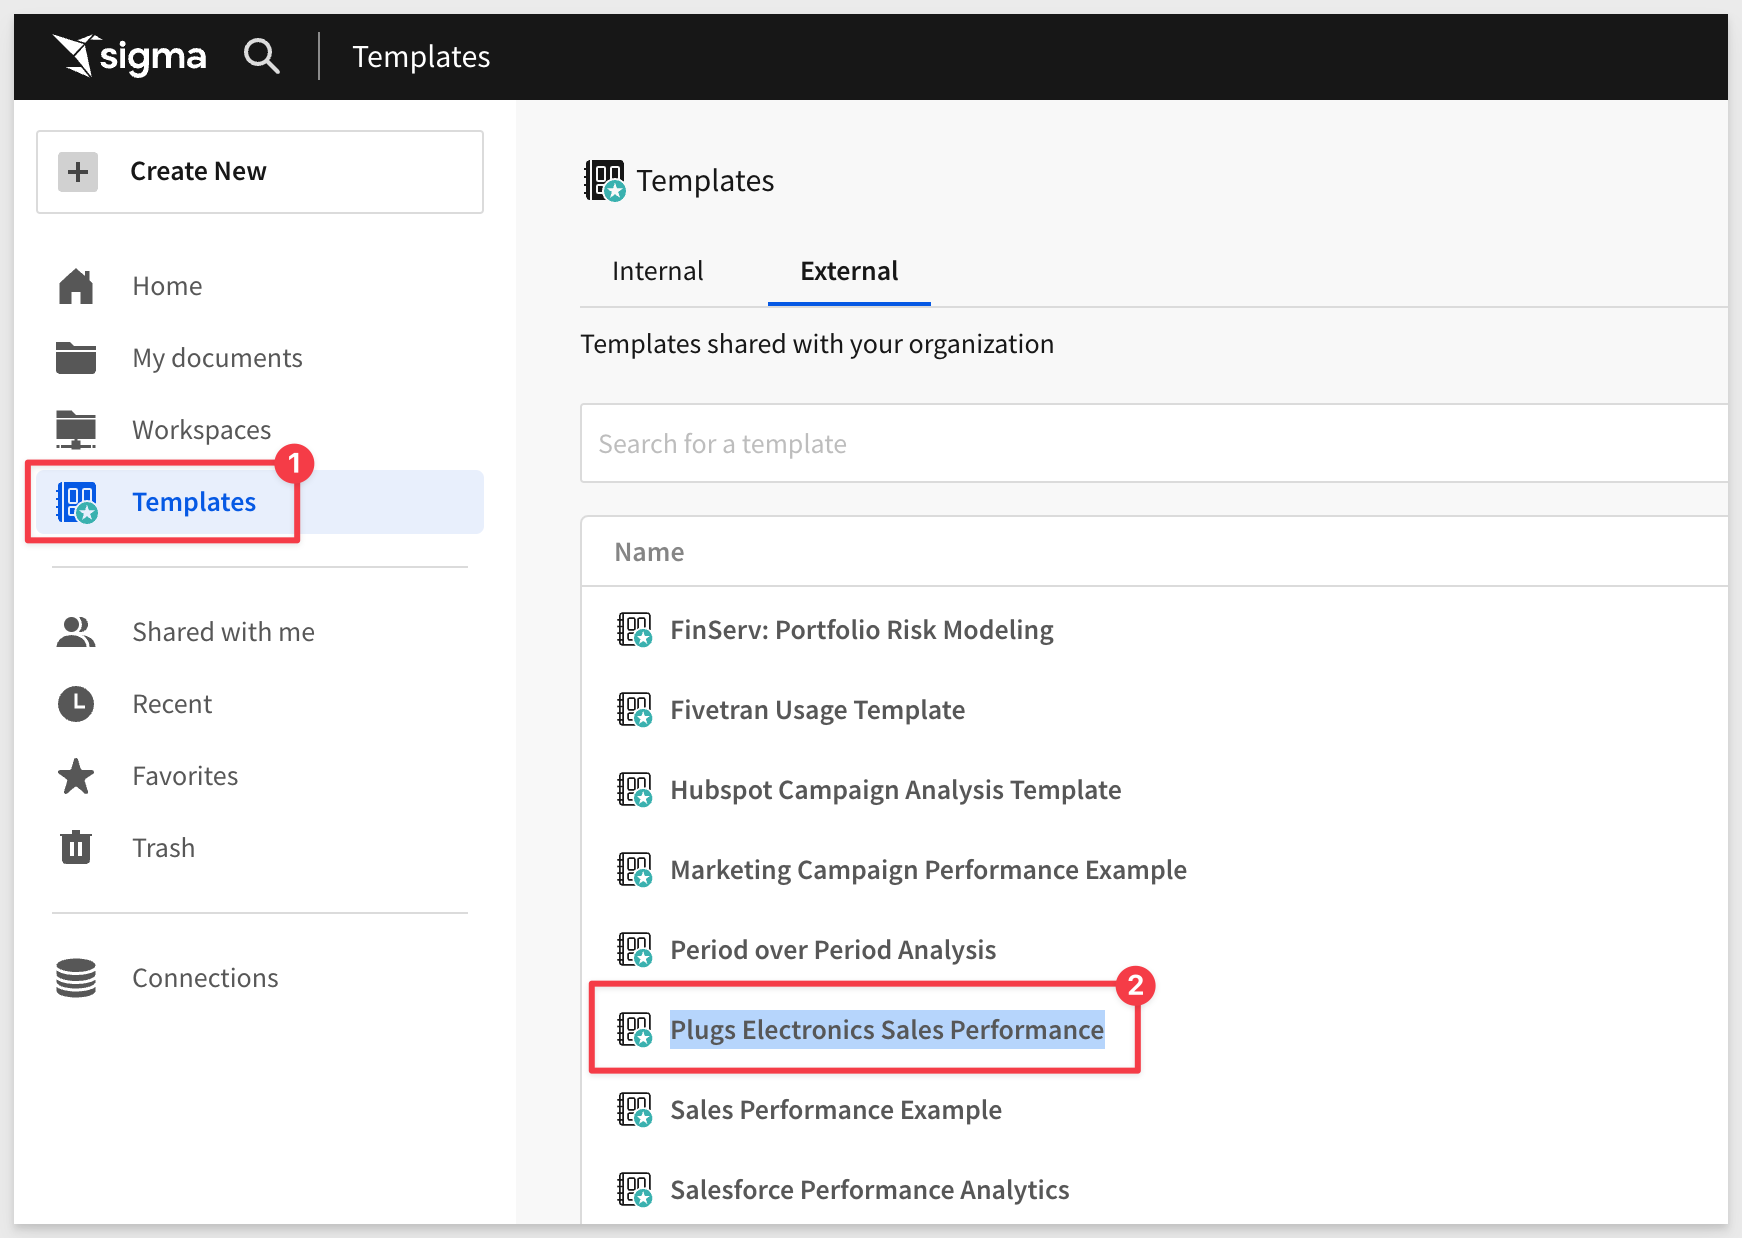 sigma
Templates
Create New
Home
My documents
Workspaces
1
Templates
Shared with me
Recent
Favorites
Trash
Connections
Templates
Internal
External
Templates shared with your organization
Search for a template
Name
FinServ: Portfolio Risk Modeling
Fivetran Usage Template
Hubspot Campaign Analysis Template
Marketing Campaign Performance Example
Period over Period Analysis
2
Plugs Electronics Sales Performance
Sales Performance Example
Salesforce Performance Analytics